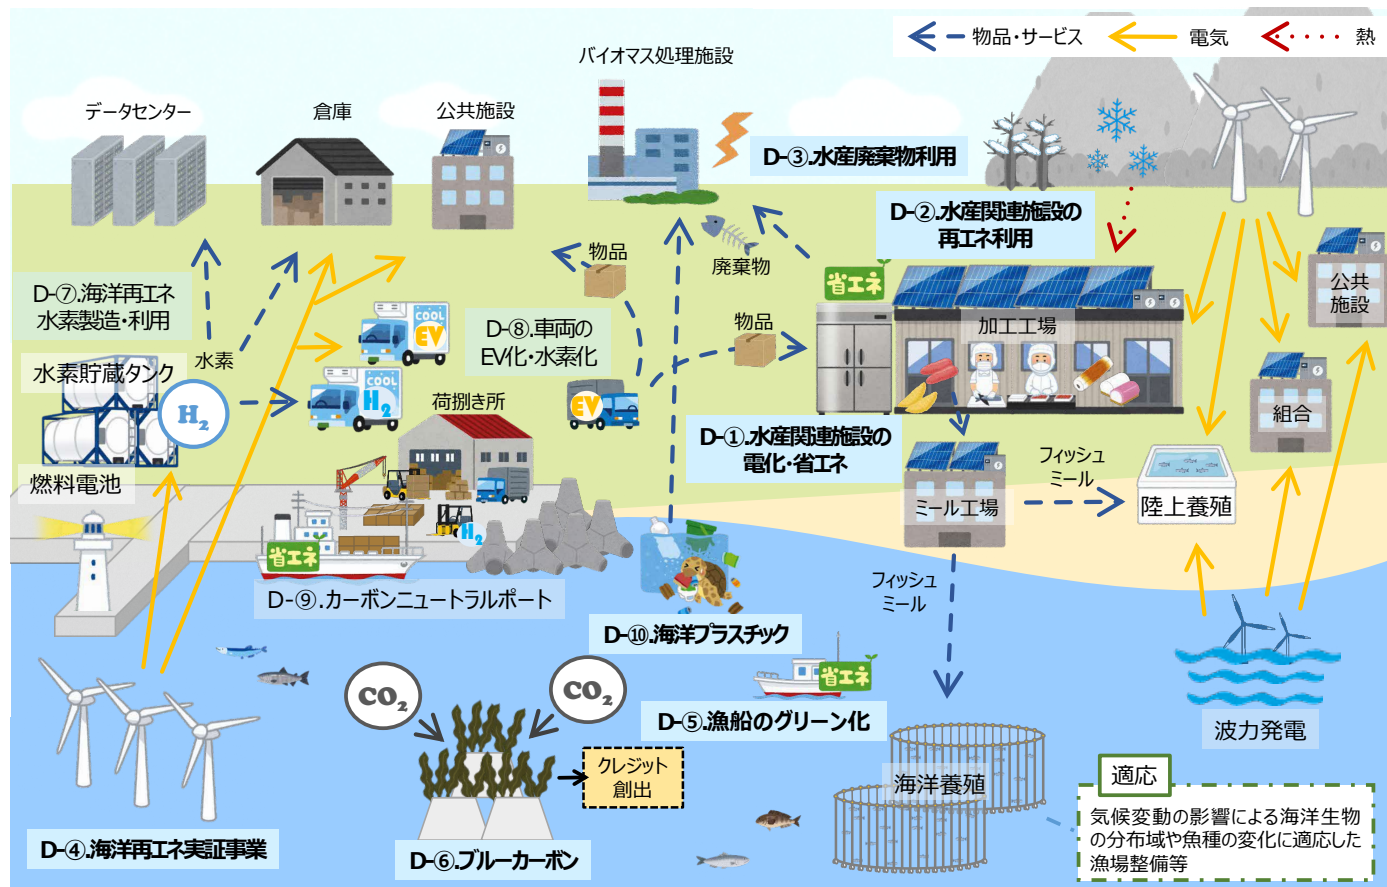 物品・サービス
電気
熱
バイオマス処理施設
データセンター
倉庫
公共施設
D-③.水産廃棄物利用
D-②.水産関連施設の
再エネ利用
物品
廃棄物
省エネ
公共
施設
D-⑦.海洋再エネ
水素製造・利用
COOL
EV
D-⑧.車両の
EV化・水素化
物品
加工工場
水素
水素貯蔵タンク
H2
COOL
H2
荷捌き所
EV
組合
D-①.水産関連施設の
電化・省エネ
フィッシュ
ミール
燃料電池
ミール工場
陸上養殖
H2
省エネ
D-⑨.カーボンニュートラルポート
フィッシュ
ミール
D-⑩.海洋プラスチック
CO2
CO2
省エネ
D-⑤.漁船のグリーン化
波力発電
クレジット
創出
海洋養殖
適応
気候変動の影響による海洋生物
の分布域や魚種の変化に適応した
漁場整備等
D-④.海洋再エネ実証事業
D-⑥.ブルーカーボン